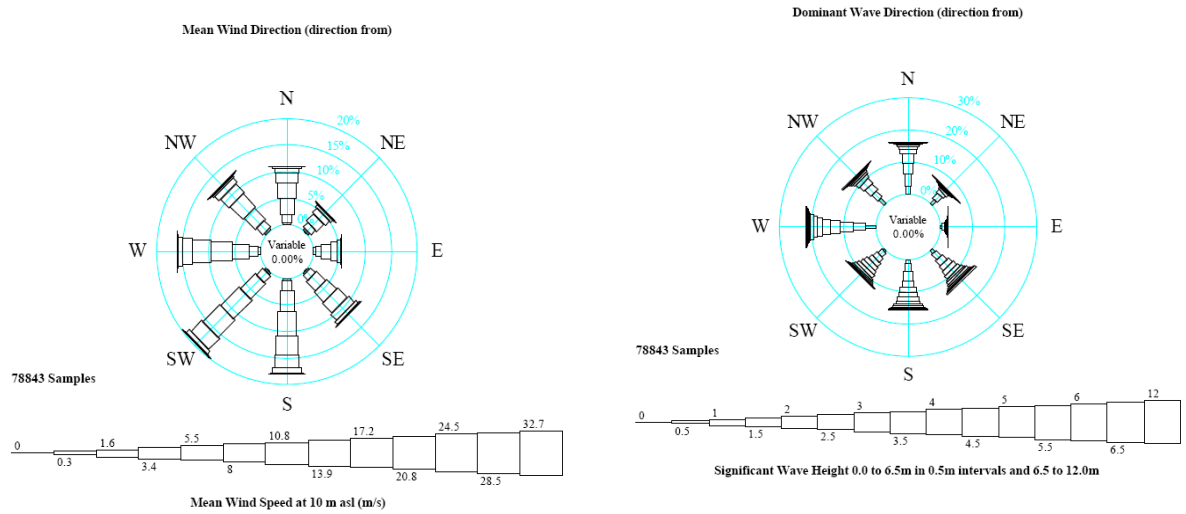 Mean Wind Direction (direction from)
N
NW
NE
W
E
SW
SE
S
20%
15%
10%
5%
0%
Variable
0.00%
78843 Samples
0
1.6
5.5
10.8
17.2
24.5
32.7
0.3
3.4
8
13.9
20.8
28.5
Mean Wind Speed at 10 m asl (m/s)
Dominant Wave Direction (direction from)
N
NW
NE
W
E
SW
SE
S
30%
20%
10%
0%
Variable
0.00%
78843 Samples
0
1
2
3
4
5
6
12
0.5
1.5
2.5
3.5
4.5
5.5
6.5
Significant Wave Height 0.0 to 6.5m in 0.5m intervals and 6.5 to 12.0m